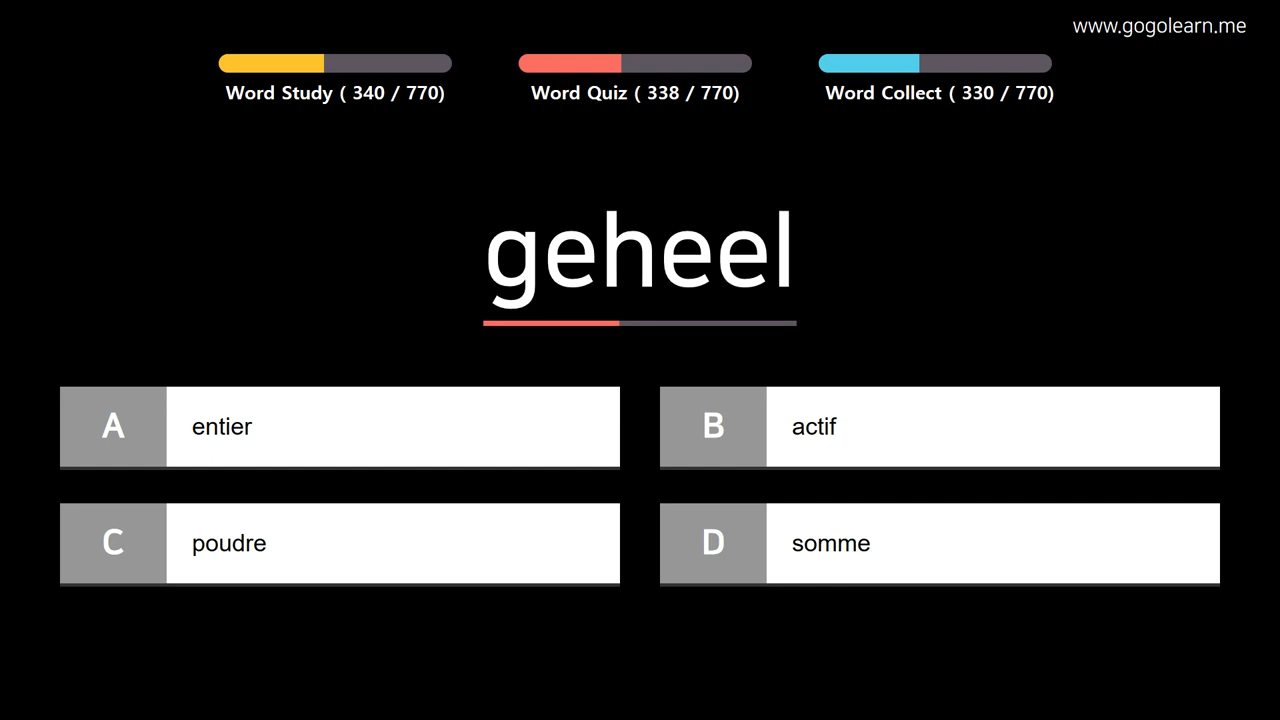 www.gogolearn.me
Word Study ( 340 / 770)
Word Quiz ( 338 / 770)
Word Collect ( 330 / 770)
geheel
A entier
B actif
C poudre
D somme